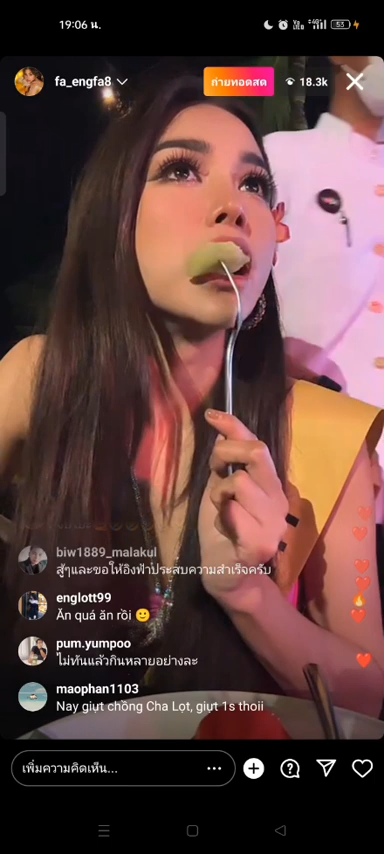 19:06 น.
4G+
53
fa_engfa8
ถ่ายทอดสด
18.3k
biw1889_malakul
สู้ๆและขอให้อิงฟ้าประสบความสำเร็จครับ
englott99
Ăn quá ăn rồi 🙂
pum.yumpoo
ไม่ทันแล้วกินหลายอย่างละ
maophan1103
Nay giựt chồng Cha Lọt, giựt 1s thoii
เพิ่มความคิดเห็น...